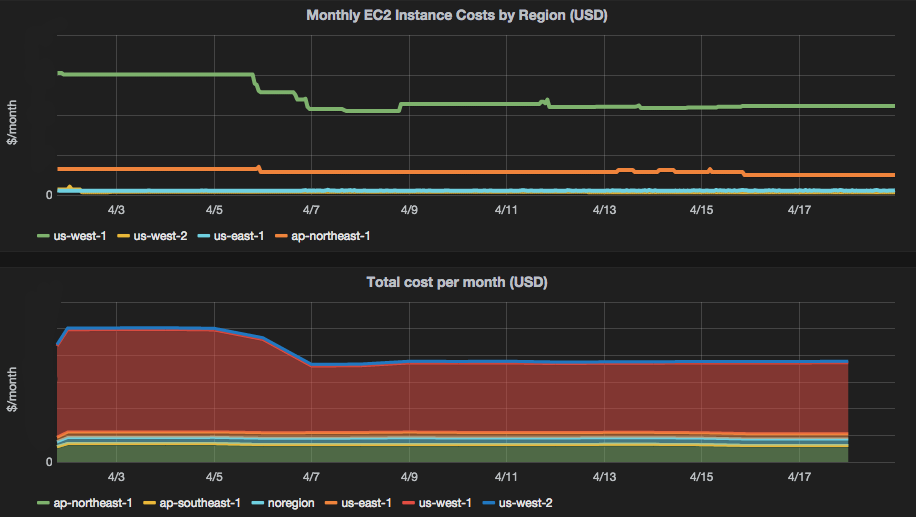 Monthly EC2 Instance Costs by Region (USD)
$/month
0
4/3 4/5 4/7 4/9 4/11 4/13 4/15 4/17
us-west-1 us-west-2 us-east-1 ap-northeast-1
Total cost per month (USD)
$/month
0
4/3 4/5 4/7 4/9 4/11 4/13 4/15 4/17
ap-northeast-1 ap-southeast-1 noregion us-east-1 us-west-1 us-west-2